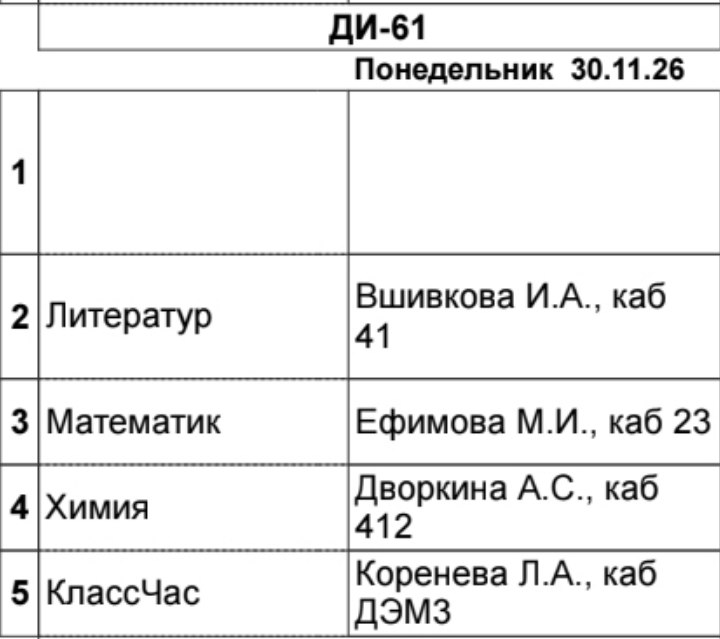 ДИ-61
Понедельник 30.11.26
1
2 Литератур Вшивкова И.А., каб
41
3 Математик Ефимова М.И., каб 23
4 Химия Дворкина А.С., каб
412
5 КлассЧас Коренева Л.А., каб
ДЭМ3